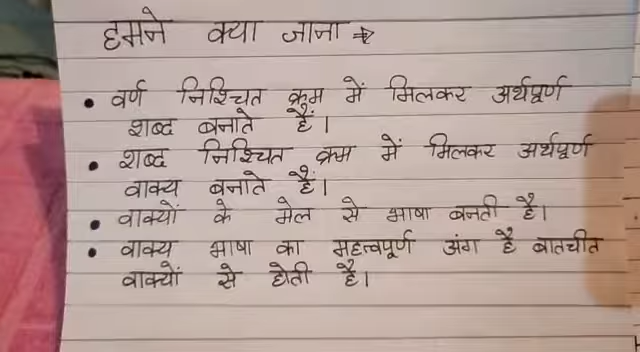 हमने क्या जाना →
• वर्ण निश्चित क्रम में मिलकर अर्थपूर्ण
शब्द बनाते हैं।
• शब्द निश्चित क्रम में मिलकर अर्थपूर्ण
वाक्य बनाते हैं।
• वाक्यों के मेल से भाषा बनती है।
• वाक्य भाषा का महत्त्वपूर्ण अंग है बातचीत
वाक्यों से होती है।